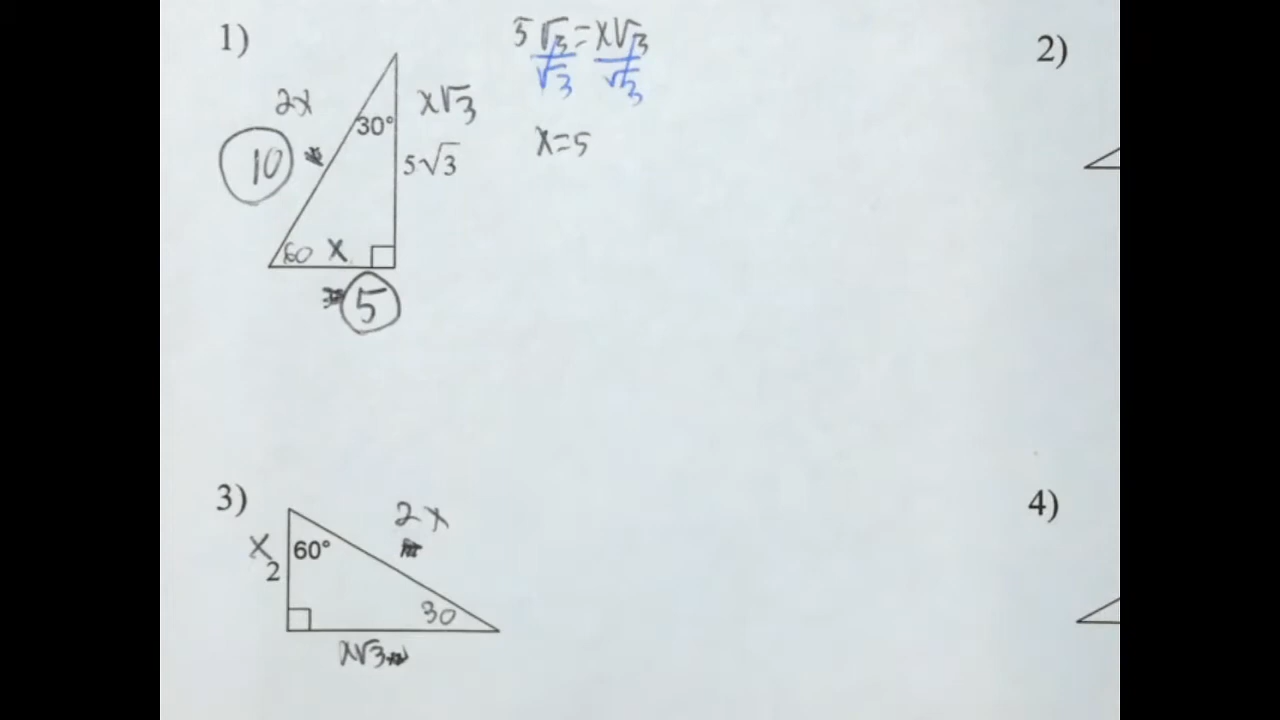 1)
5√3 = x√3
√3 √3
x=5
2x
10
30°
x√3
5√3
60
x
5
2)
3)
2x
x
60°
2
30
x√3
4)